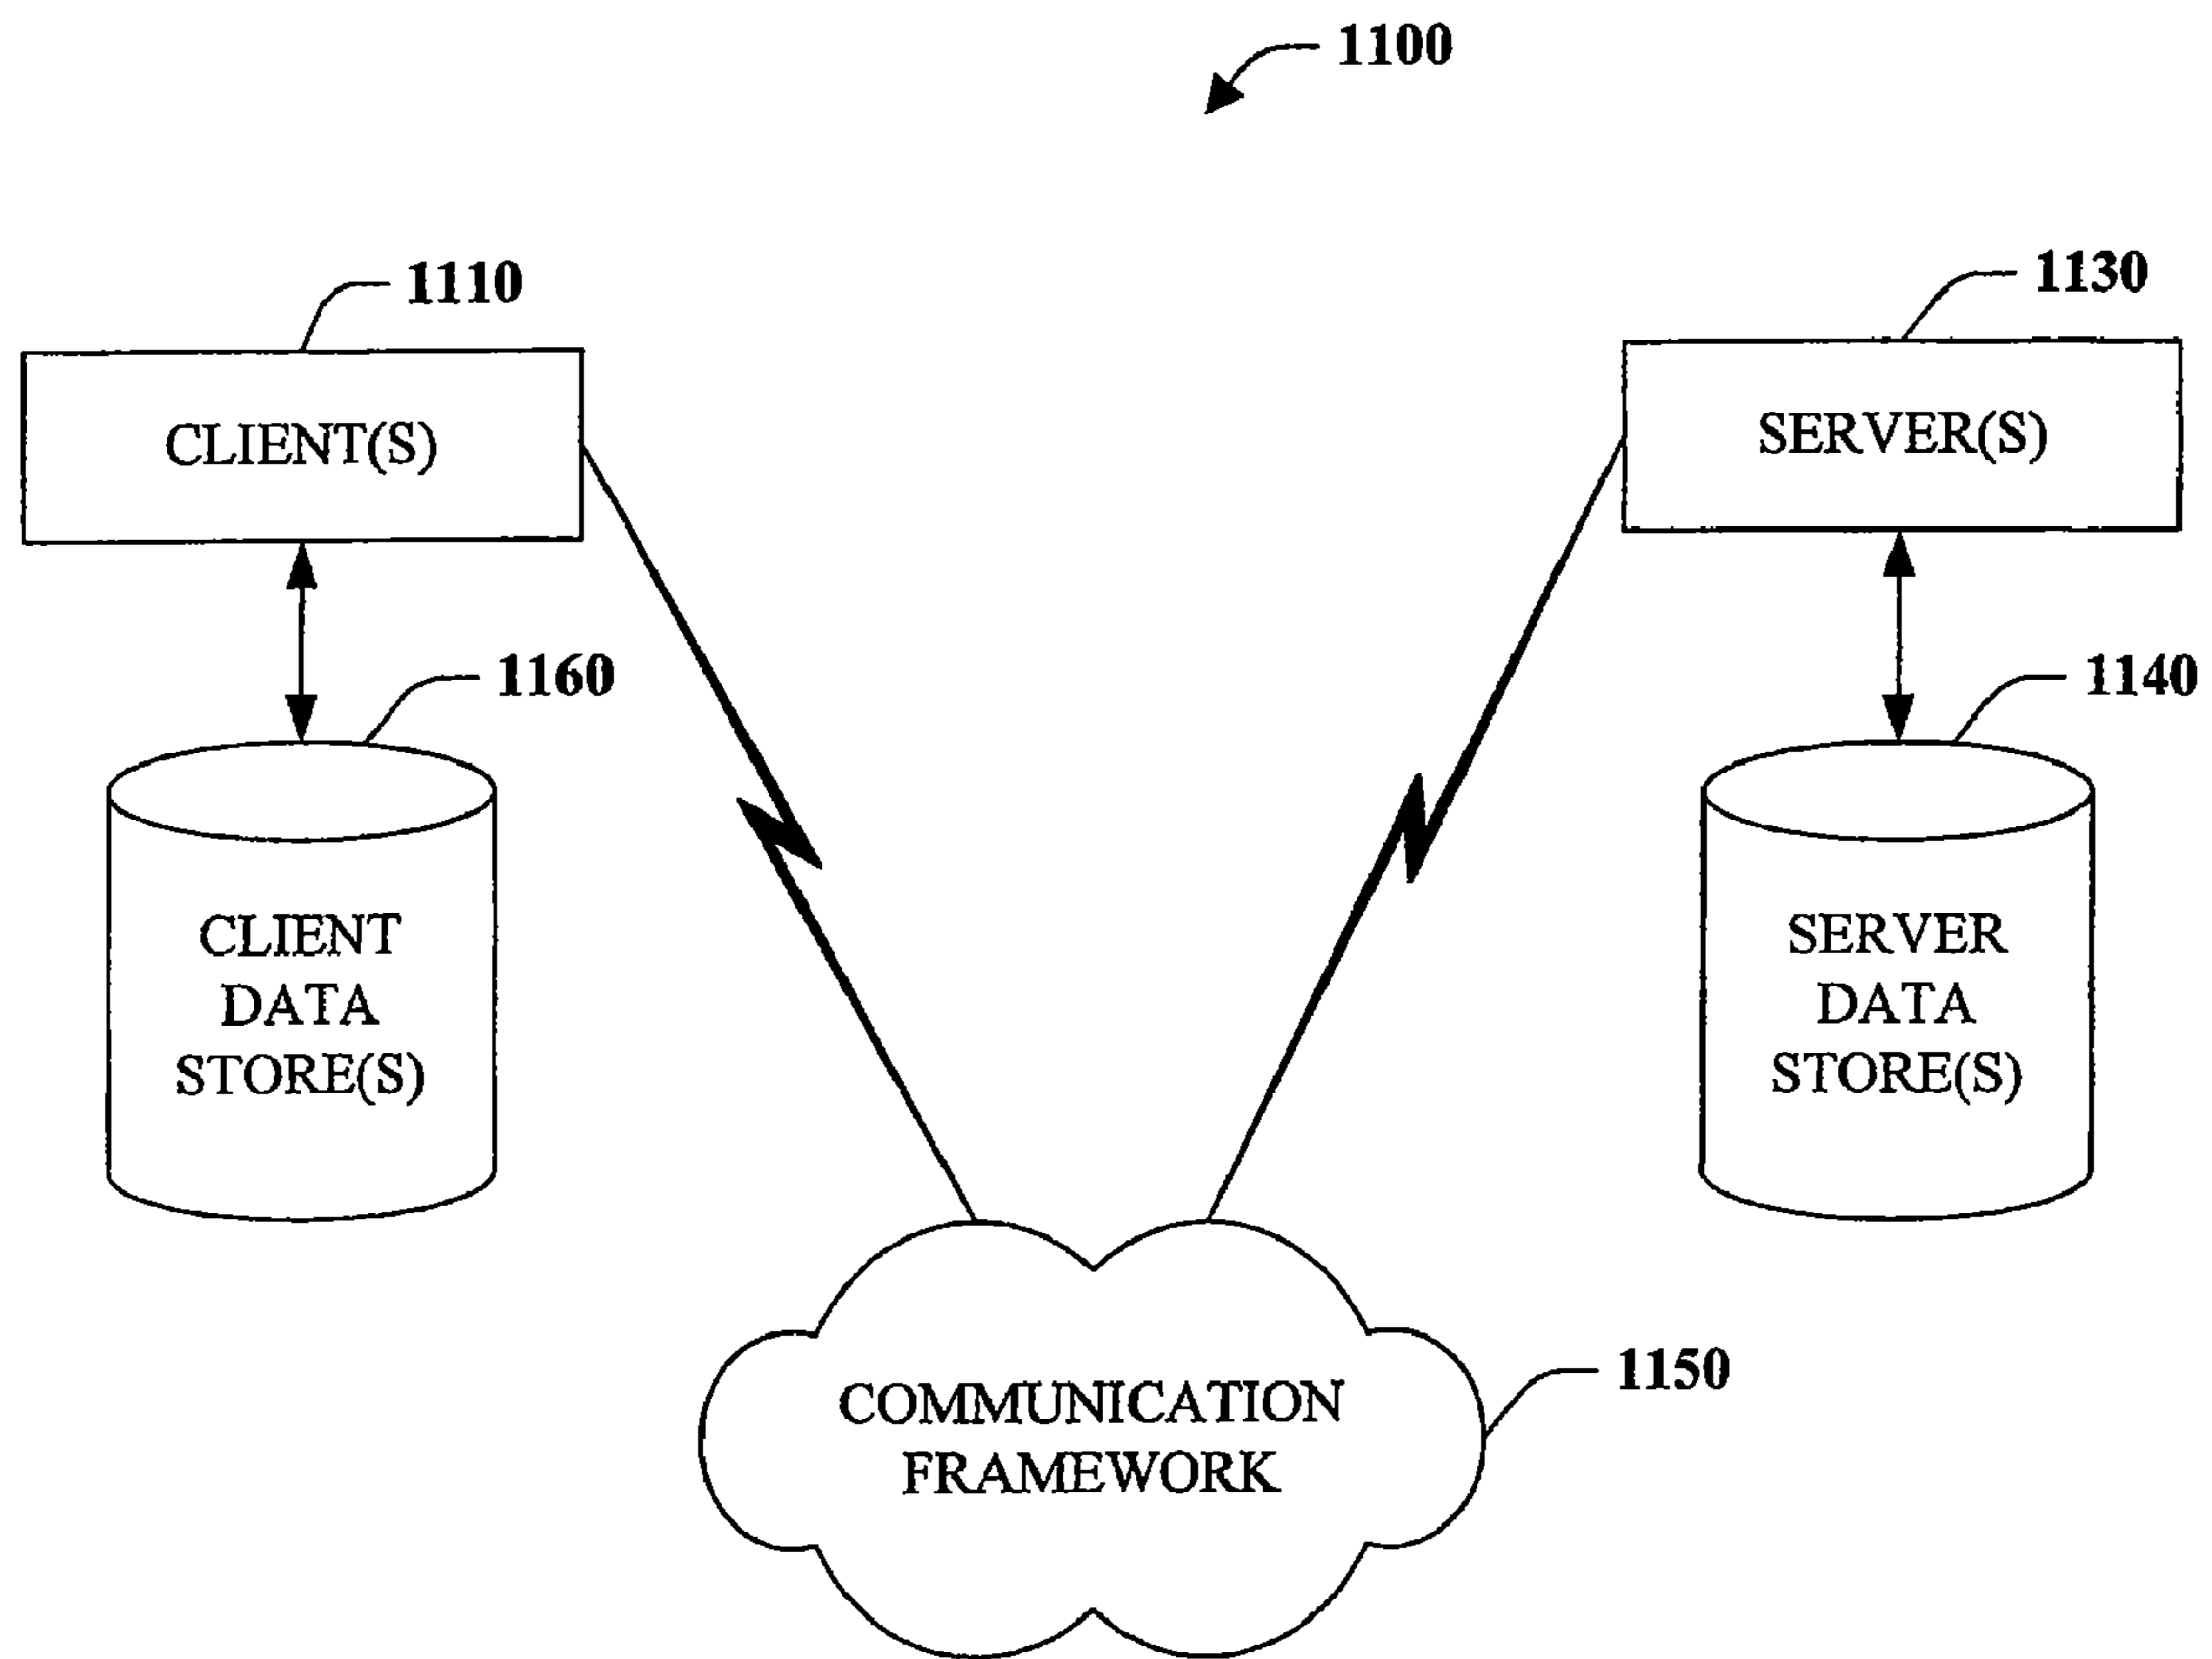 1100
1110
1130
CLIENT(S)
SERVER(S)
1160
1140
CLIENT
DATA
STORE(S)
SERVER
DATA
STORE(S)
1150
COMMUNICATION
FRAMEWORK